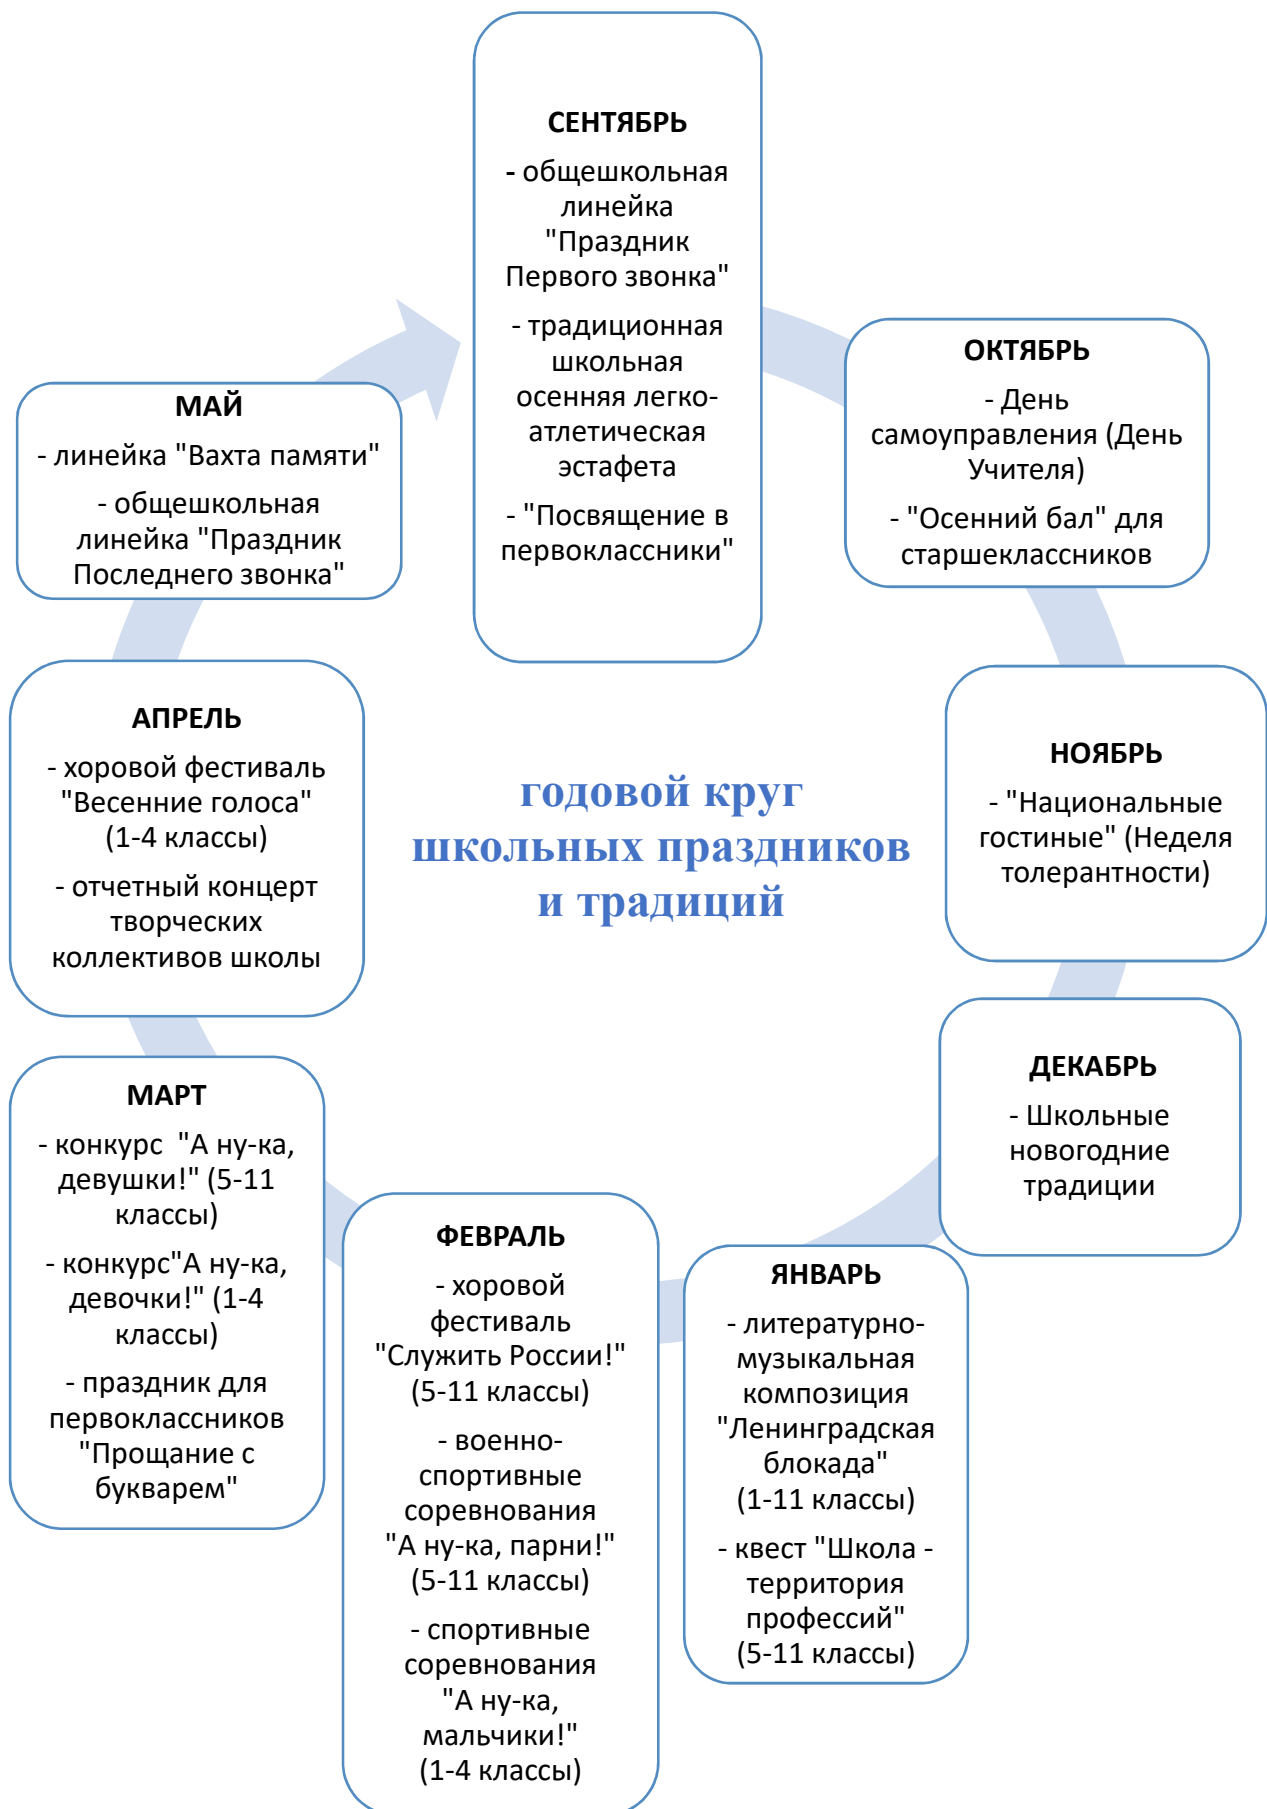 СЕНТЯБРЬ
- общешкольная
линейка
"Праздник
Первого звонка"
- традиционная
школьная
осенняя легко-
атлетическая
эстафета
- "Посвящение в
первоклассники"
ОКТЯБРЬ
- День
самоуправления (День
Учителя)
- "Осенний бал" для
старшеклассников
НОЯБРЬ
- "Национальные
гостиные" (Неделя
толерантности)
ДЕКАБРЬ
- Школьные
новогодние
традиции
ЯНВАРЬ
- литературно-
музыкальная
композиция
"Ленинградская
блокада"
(1-11 классы)
- квест "Школа -
территория
профессий"
(5-11 классы)
ФЕВРАЛЬ
- хоровой
фестиваль
"Служить России!"
(5-11 классы)
- военно-
спортивные
соревнования
"А ну-ка, парни!"
(5-11 классы)
- спортивные
соревнования
"А ну-ка,
мальчики!"
(1-4 классы)
МАРТ
- конкурс  "А ну-ка,
девушки!" (5-11
классы)
- конкурс"А ну-ка,
девочки!" (1-4
классы)
- праздник для
первоклассников
"Прощание с
букварем"
АПРЕЛЬ
- хоровой фестиваль
"Весенние голоса"
(1-4 классы)
- отчетный концерт
творческих
коллективов школы
МАЙ
- линейка "Вахта памяти"
- общешкольная
линейка "Праздник
Последнего звонка"
годовой круг
школьных праздников
и традиций